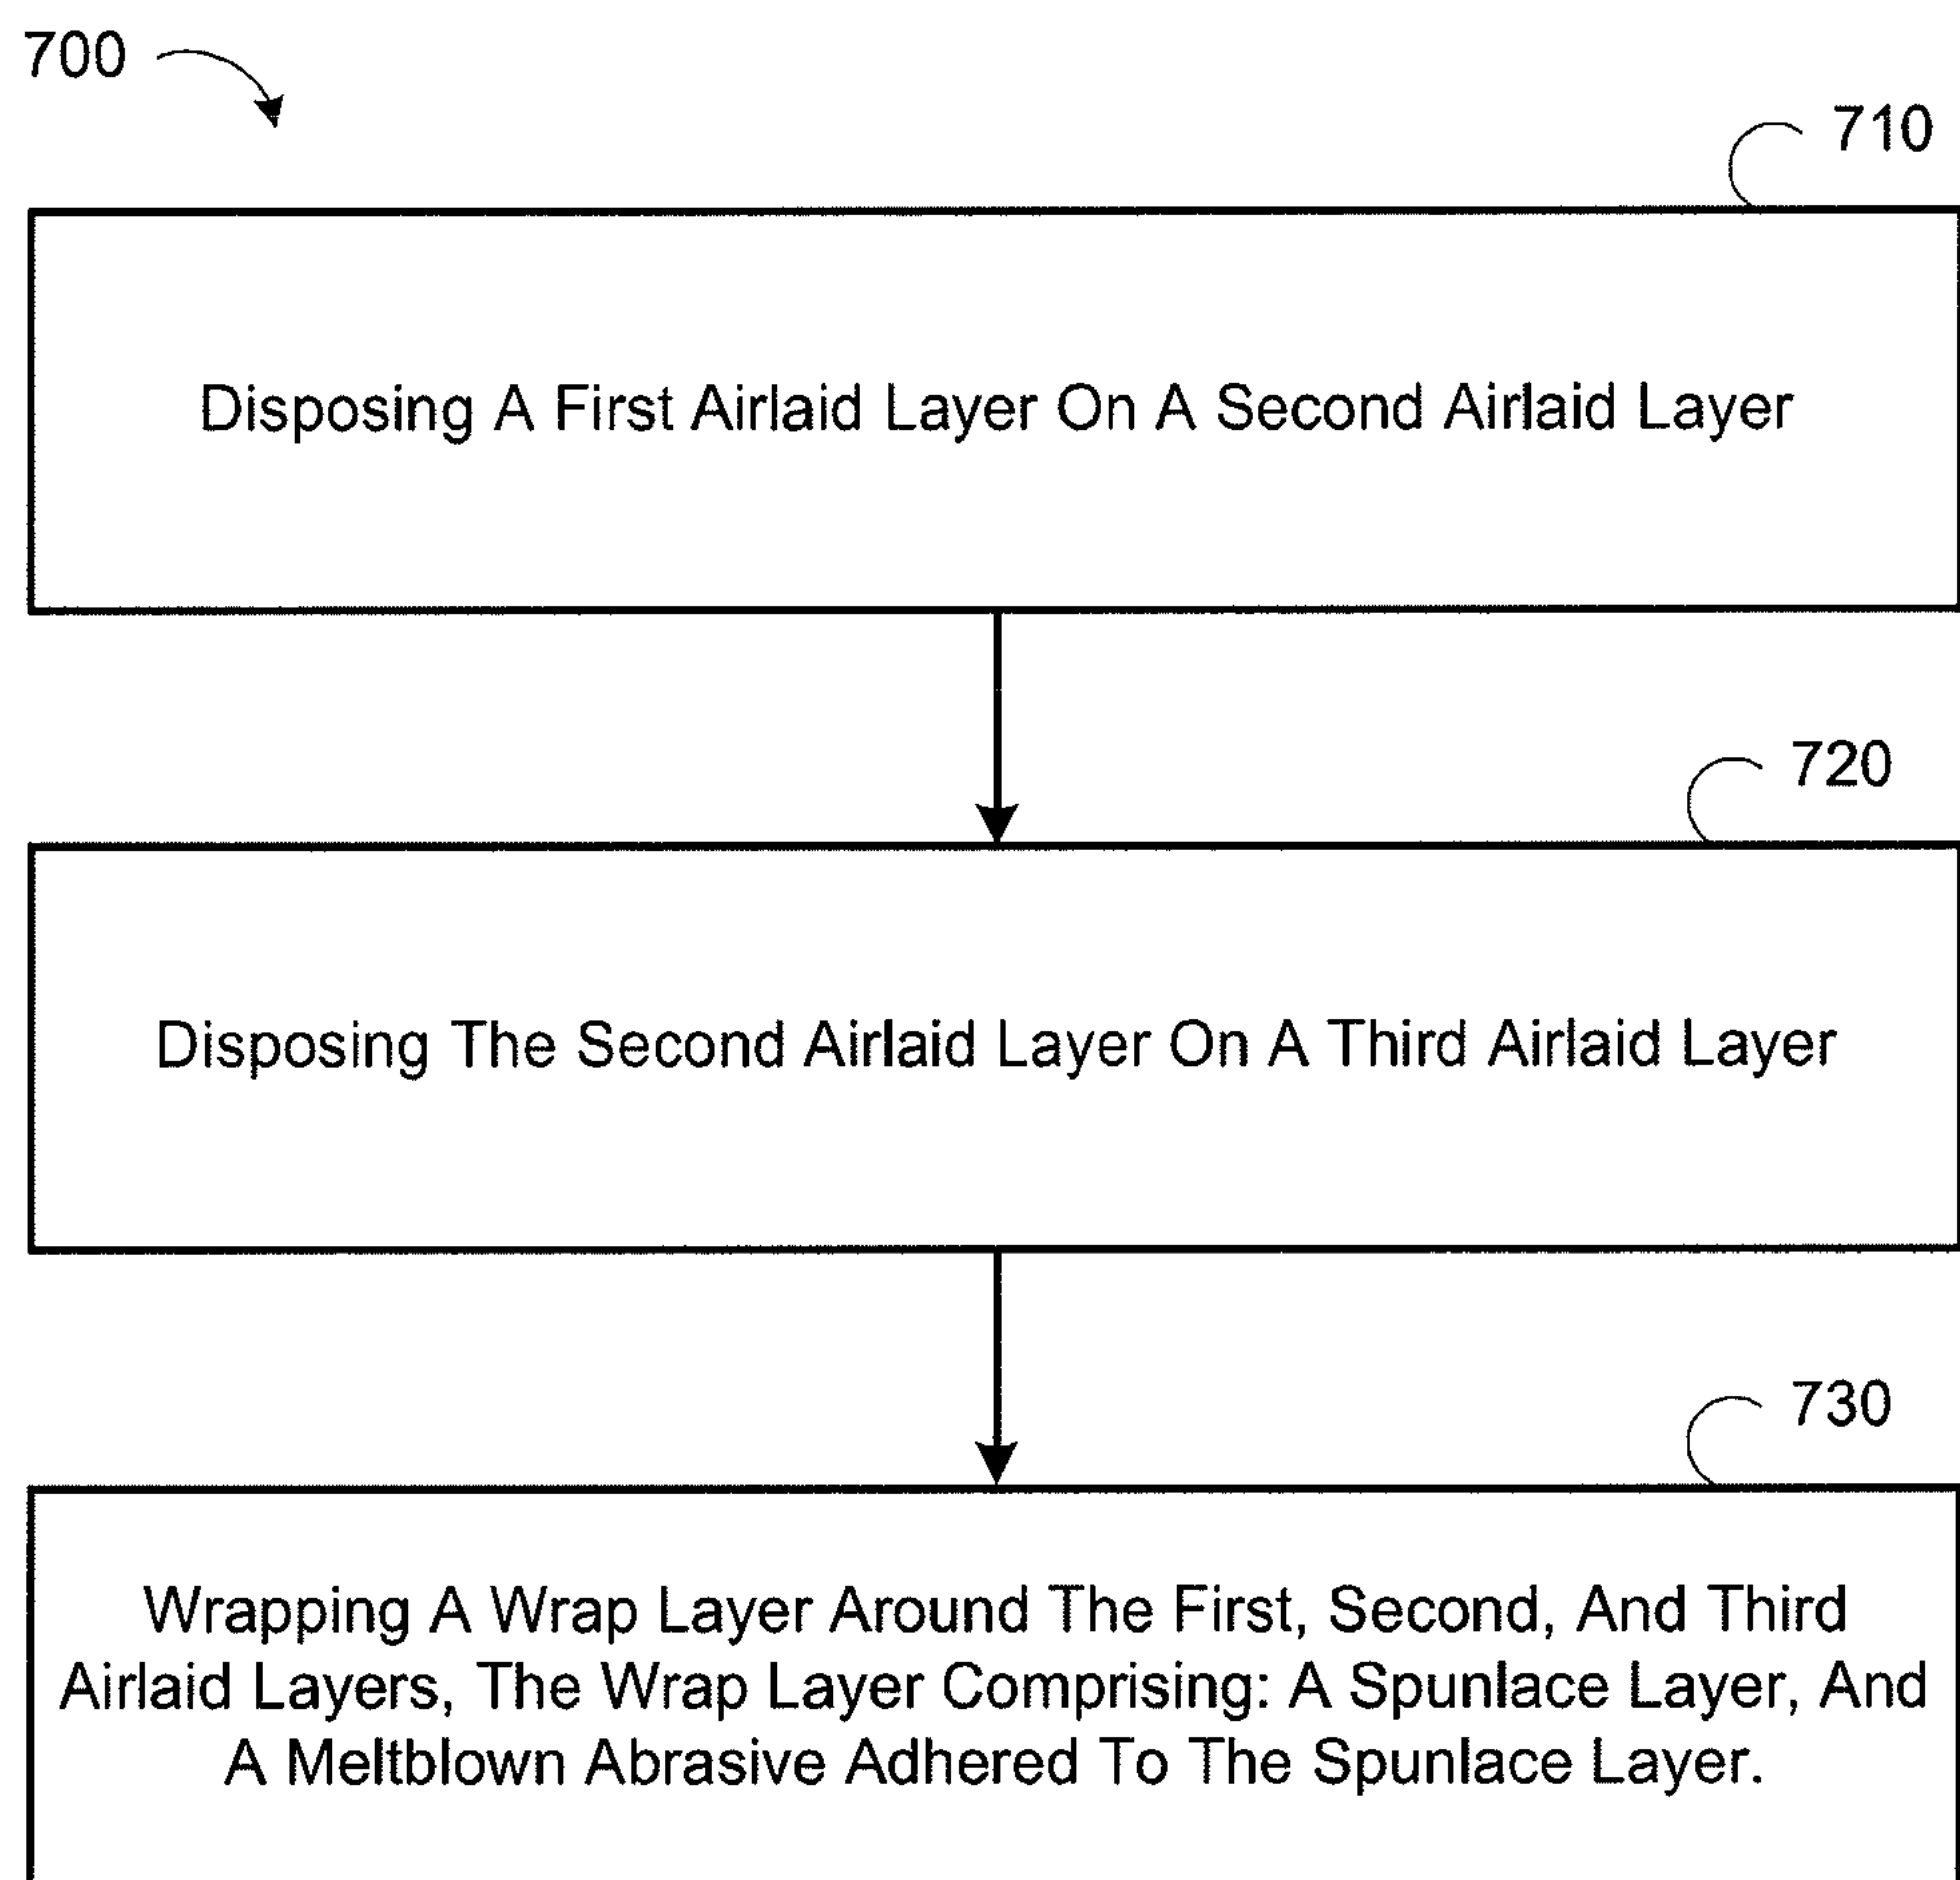 700
710
Disposing A First Airlaid Layer On A Second Airlaid Layer
720
Disposing The Second Airlaid Layer On A Third Airlaid Layer
730
Wrapping A Wrap Layer Around The First, Second, And Third
Airlaid Layers, The Wrap Layer Comprising: A Spunlace Layer, And
A Meltblown Abrasive Adhered To The Spunlace Layer.